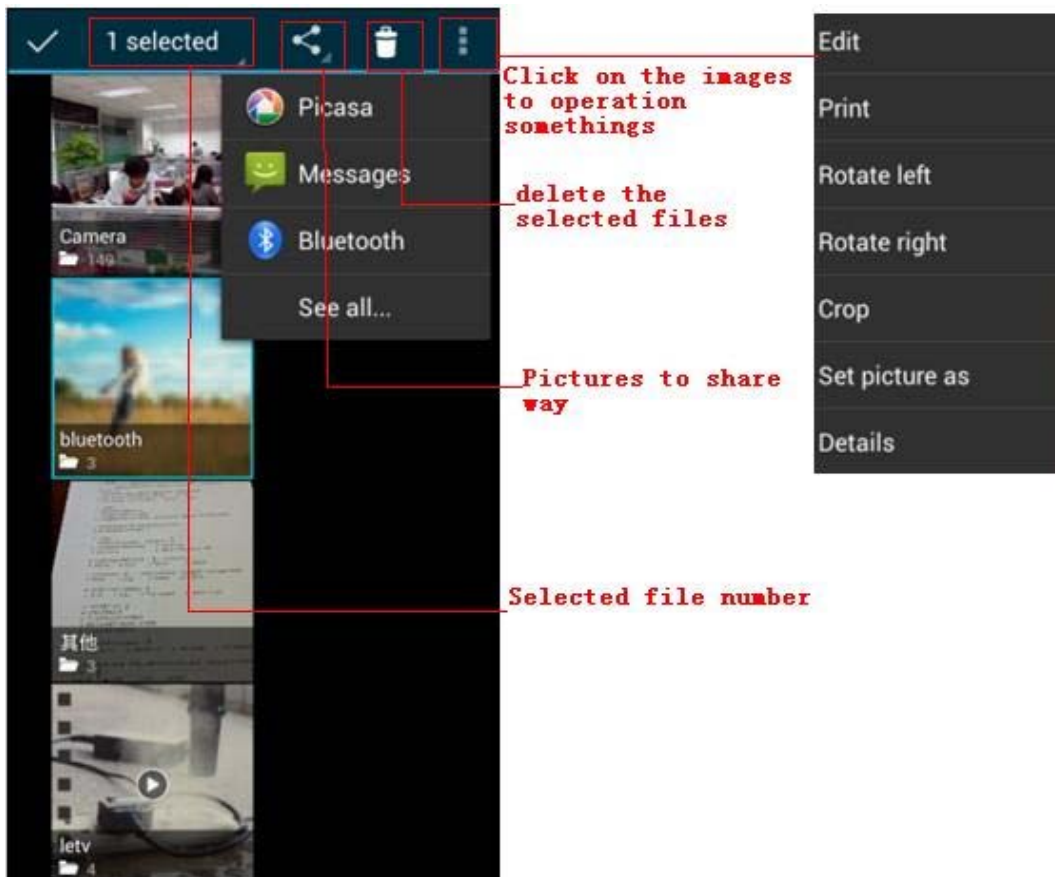 1 selected
Picasa
Messages
Bluetooth
See all...
Camera
149
bluetooth
3
其他
3
letv
4
Click on the images
to operation
somethings
delete the
selected files
Pictures to share
way
Selected file number
Edit
Print
Rotate left
Rotate right
Crop
Set picture as
Details